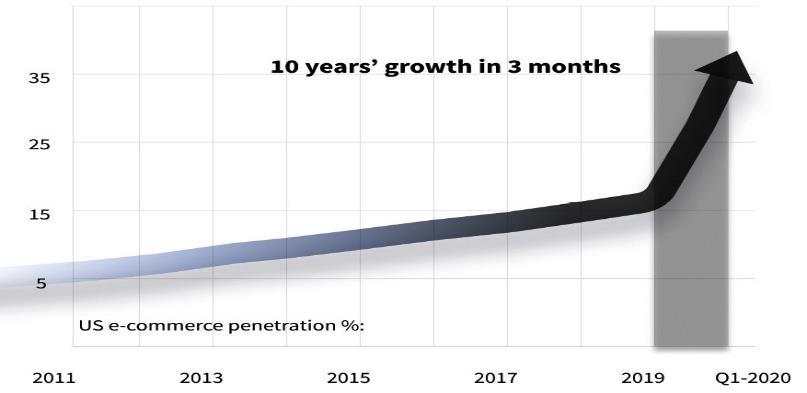 10 years’ growth in 3 months
35
25
15
5
US e-commerce penetration %:
2011 2013 2015 2017 2019 Q1-2020